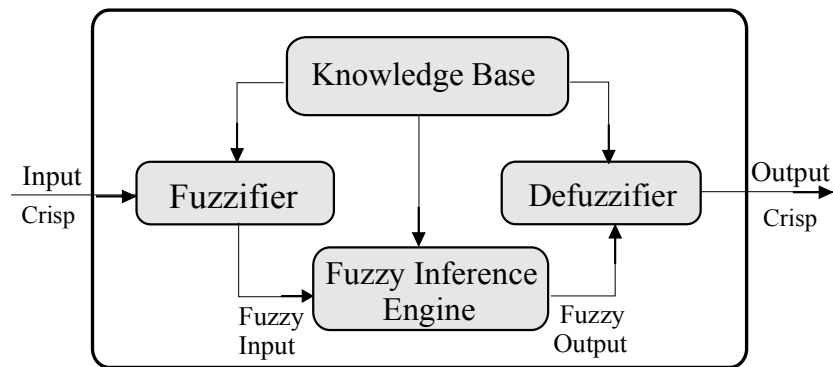 Knowledge Base
Input
Crisp
Fuzzifier
Defuzzifier
Output
Crisp
Fuzzy Inference
Engine
Fuzzy
Input
Fuzzy
Output